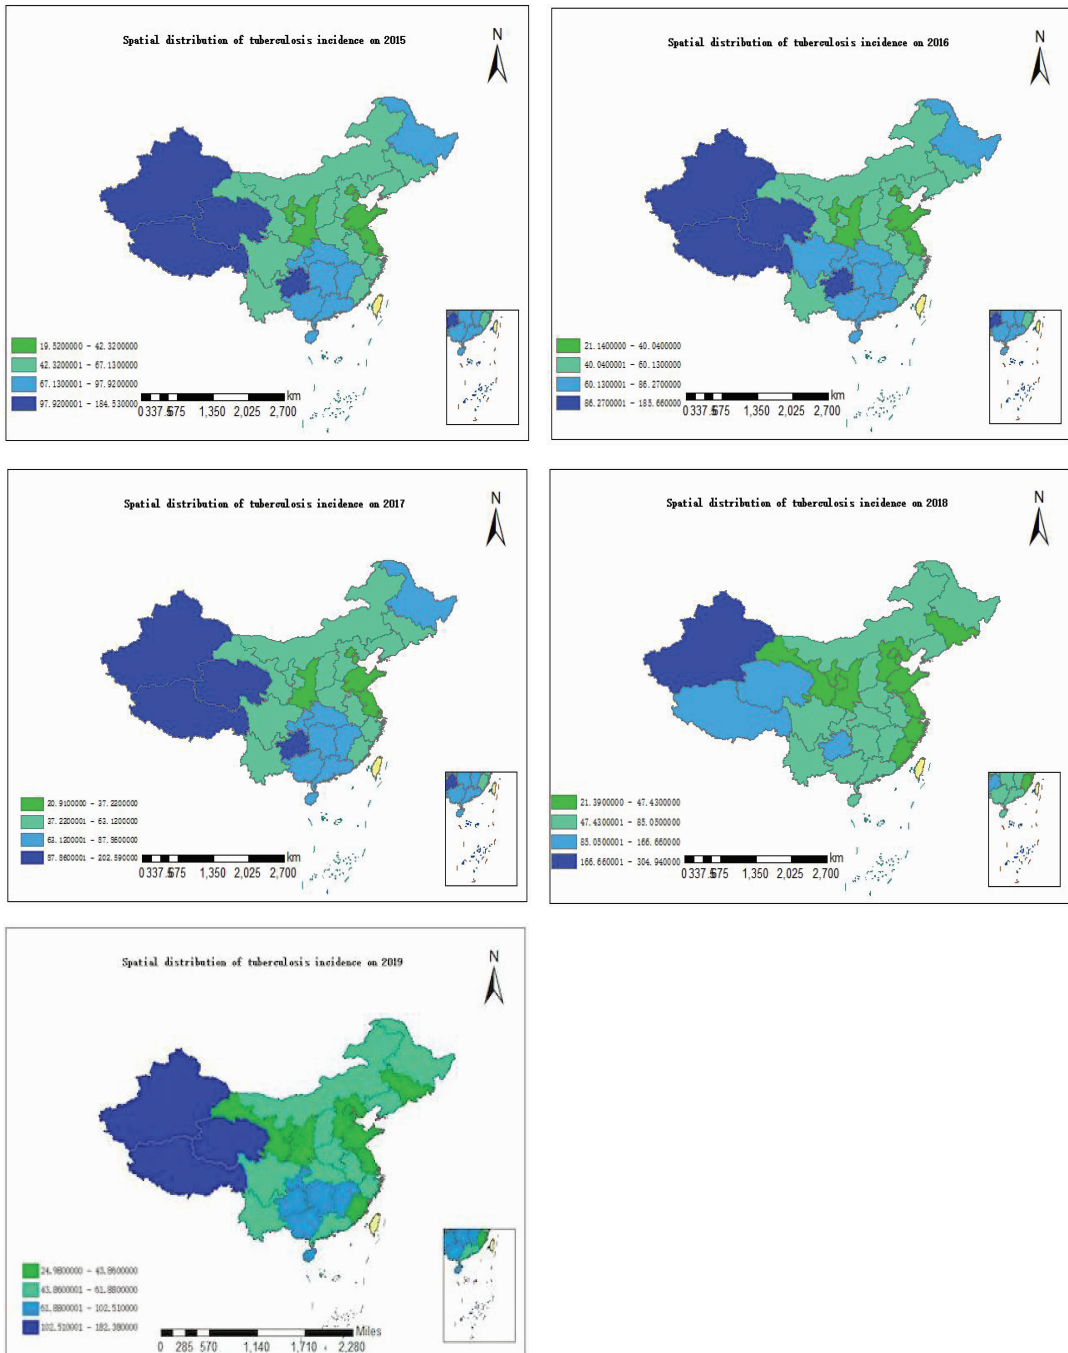 Spatial distribution of tuberculosis incidence on 2015
N
19.5200000 - 42.3200000
42.3200001 - 67.1300000
67.1300001 - 97.9200000
97.9200001 - 184.530000
km
0 337.5 675 1,350 2,025 2,700
Spatial distribution of tuberculosis incidence on 2016
N
21.1400000 - 40.0400000
40.0400001 - 60.1300000
60.1300001 - 86.2700000
86.2700001 - 185.660000
km
0 337.5 675 1,350 2,025 2,700
Spatial distribution of tuberculosis incidence on 2017
N
20.9100000 - 37.2200000
37.2200001 - 63.1200000
63.1200001 - 87.8600000
87.8600001 - 202.590000
km
0 337.5 675 1,350 2,025 2,700
Spatial distribution of tuberculosis incidence on 2018
N
21.3900000 - 47.4300000
47.4300001 - 85.0500000
85.0500001 - 166.660000
166.660001 - 304.940000
km
0 337.5 675 1,350 2,025 2,700
Spatial distribution of tuberculosis incidence on 2019
N
24.9800000 - 43.8600000
43.8600001 - 61.8800000
61.8800001 - 102.510000
102.510001 - 182.380000
Miles
0 285 570 1,140 1,710 2,280